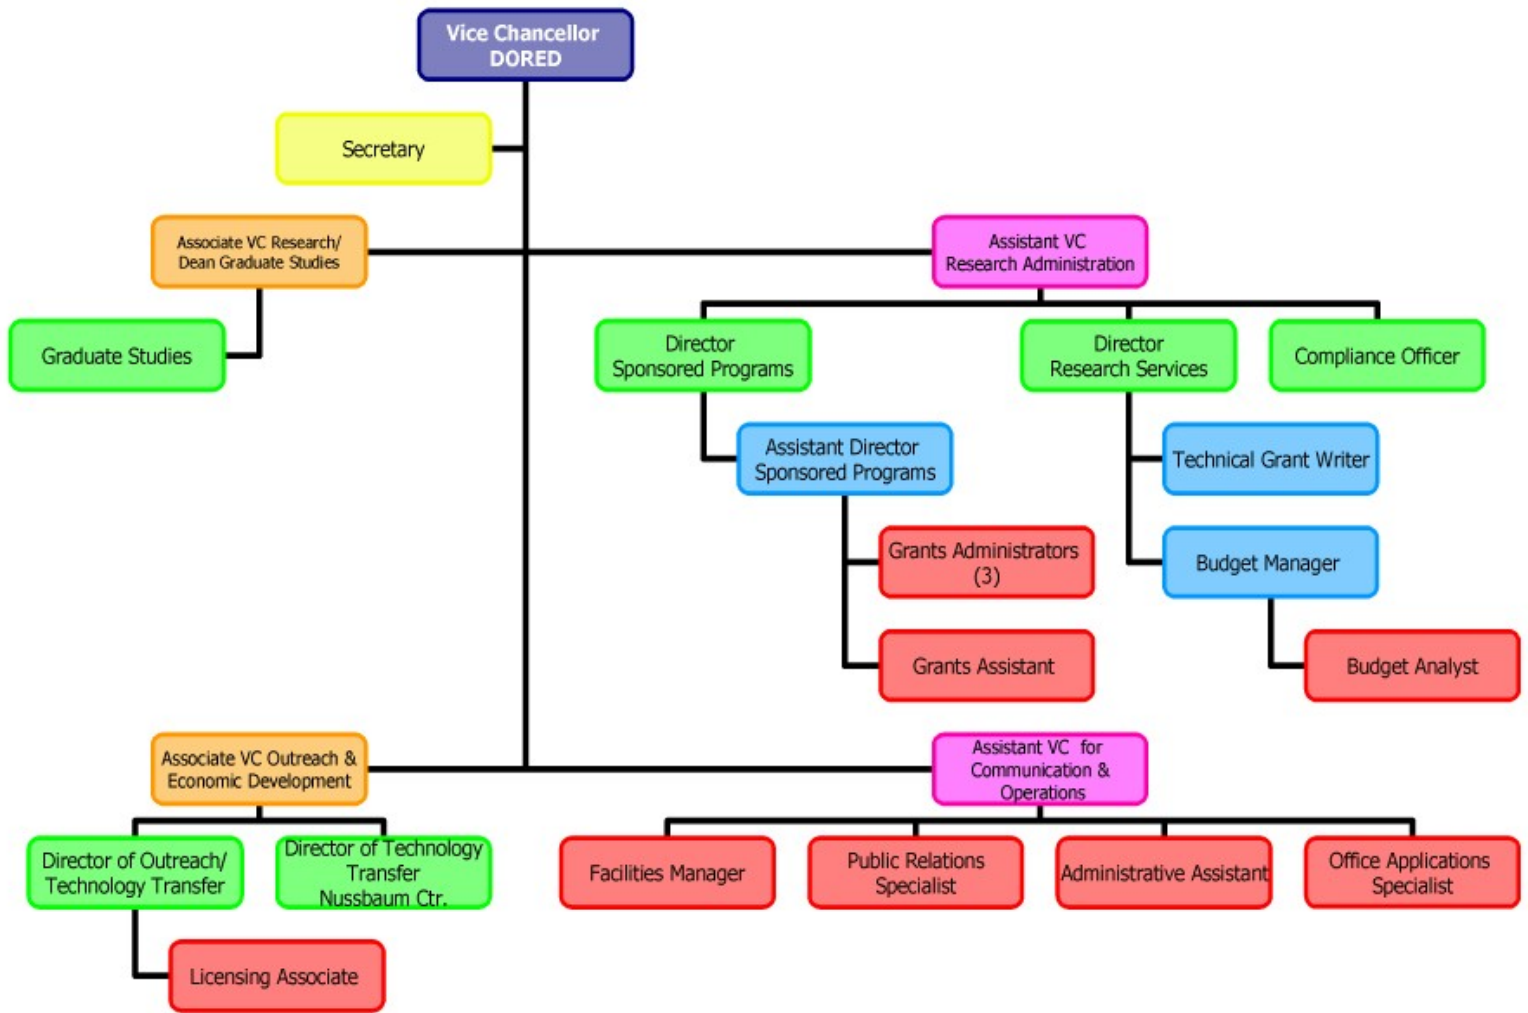 Vice Chancellor
DORED
Secretary
Associate VC Research/
Dean Graduate Studies
Assistant VC
Research Administration
Graduate Studies
Director
Sponsored Programs
Director
Research Services
Compliance Officer
Assistant Director
Sponsored Programs
Technical Grant Writer
Grants Administrators
(3)
Budget Manager
Grants Assistant
Budget Analyst
Associate VC Outreach &
Economic Development
Assistant VC for
Communication &
Operations
Director of Outreach/
Technology Transfer
Director of Technology
Transfer
Nussbaum Ctr.
Facilities Manager
Public Relations
Specialist
Administrative Assistant
Office Applications
Specialist
Licensing Associate